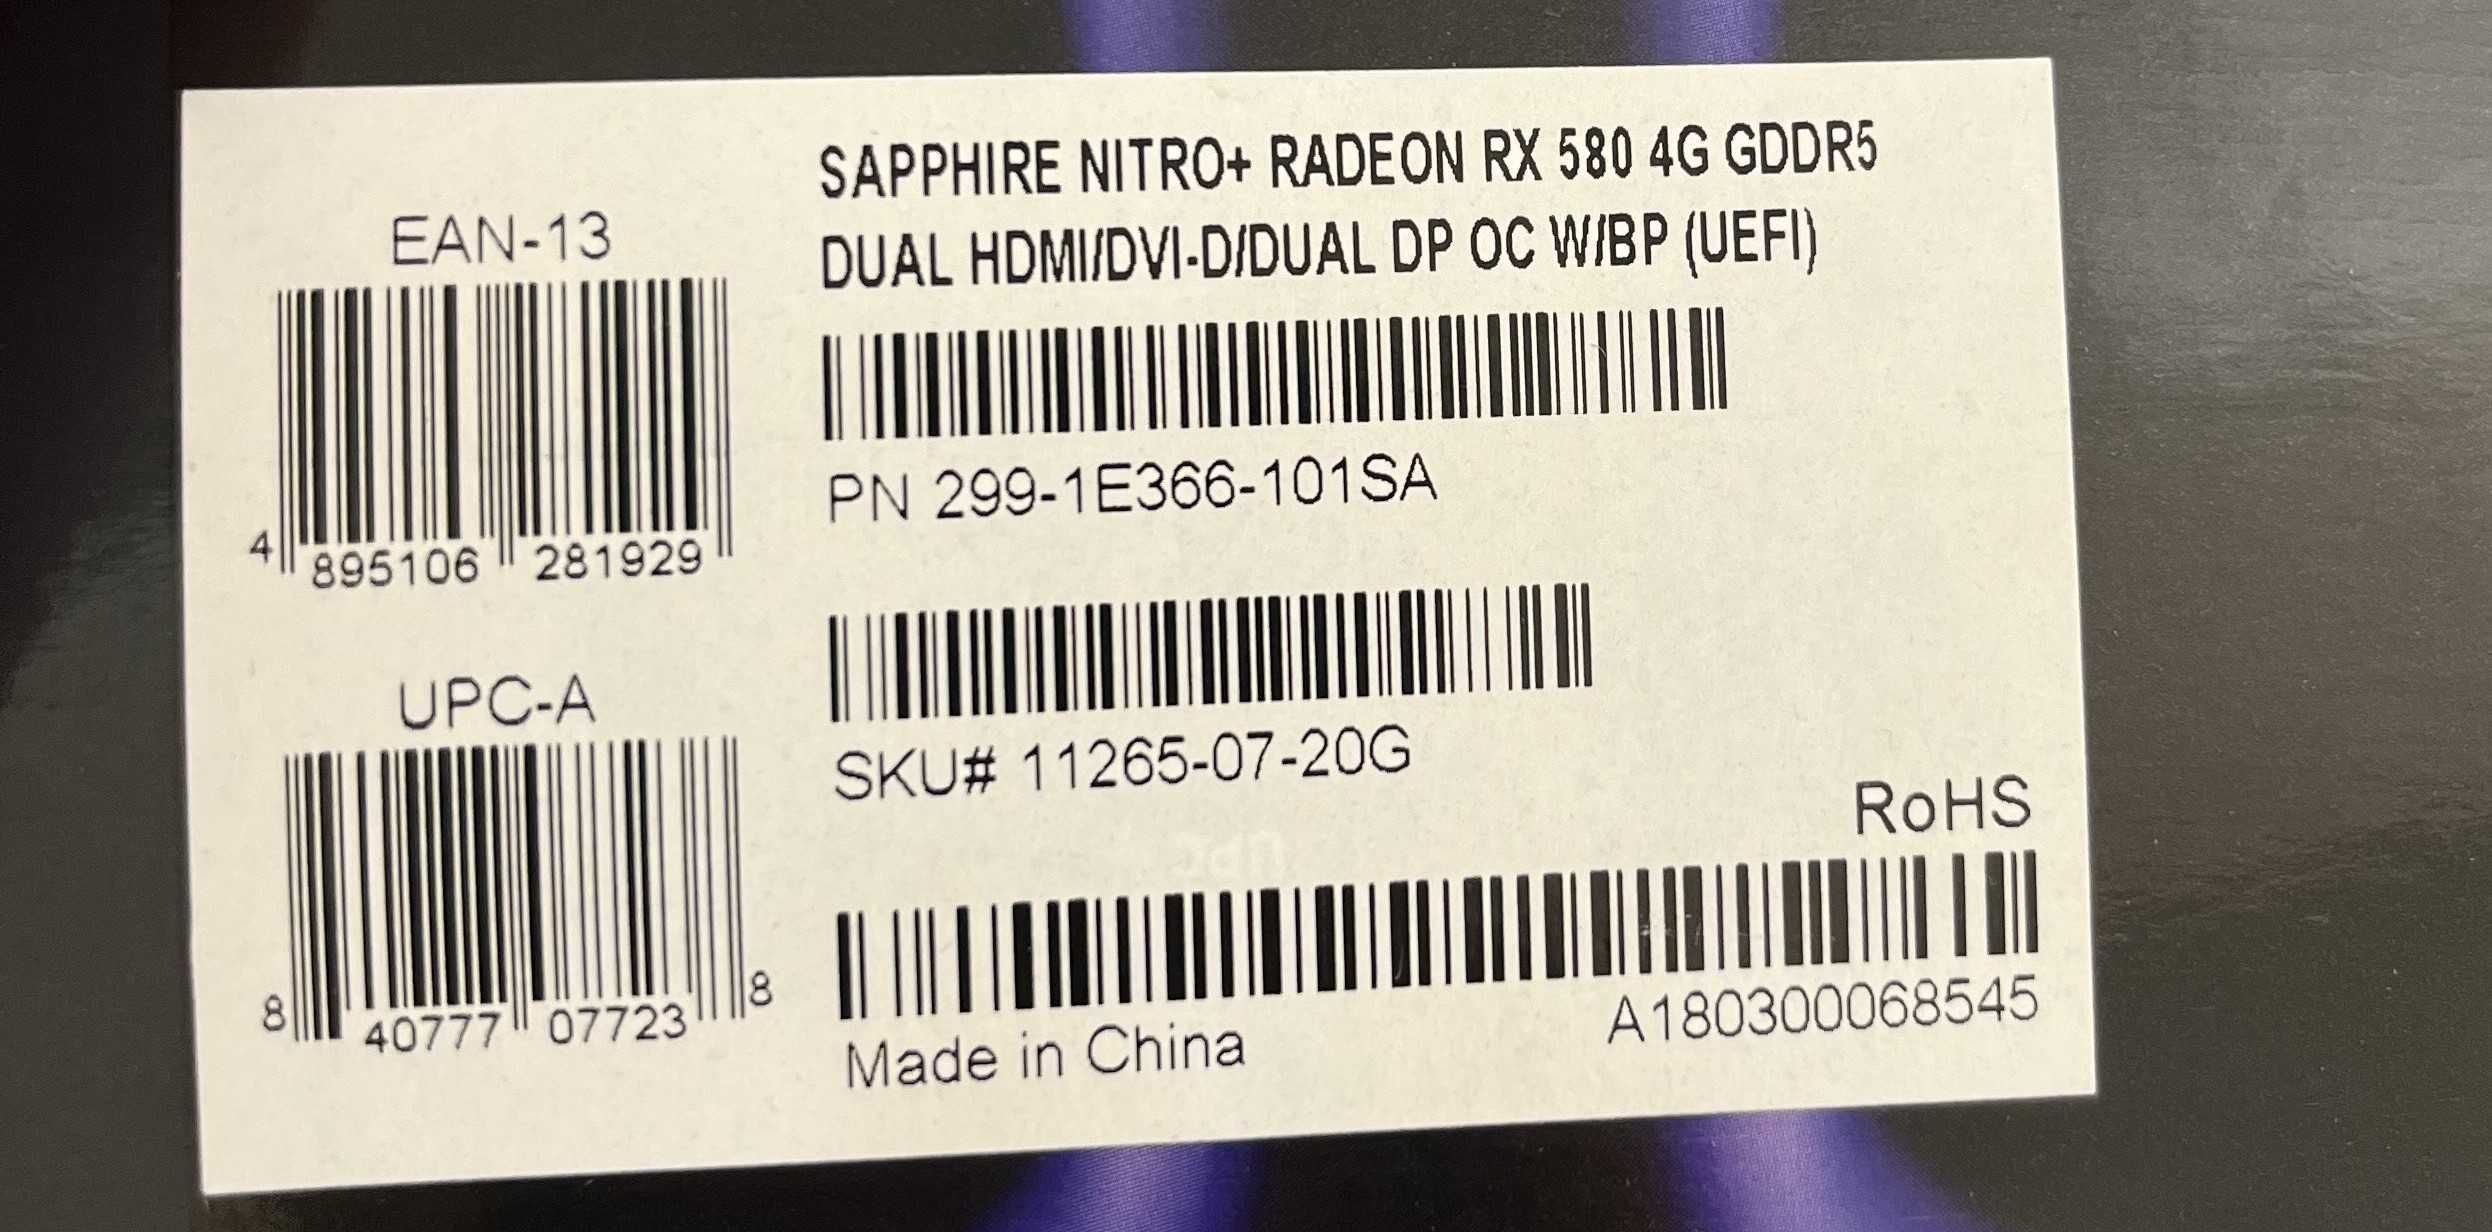 SAPPHIRE NITRO+ RADEON RX 580 4G GDDR5
DUAL HDMI/DVI-D/DUAL DP OC W/BP (UEFI)
EAN-13
4 895106 281929
PN 299-1E366-101SA
UPC-A
8 40777 07723 8
SKU# 11265-07-20G
RoHS
A180300068545
Made in China